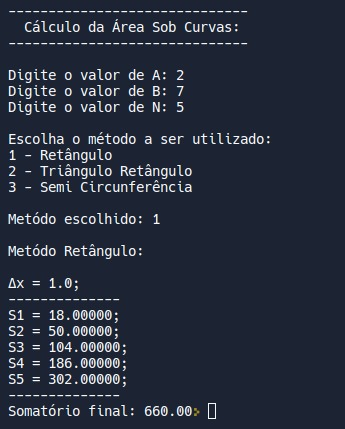 ------------------------------
Cálculo da Área Sob Curvas:
------------------------------
Digite o valor de A: 2
Digite o valor de B: 7
Digite o valor de N: 5
Escolha o método a ser utilizado:
1 - Retângulo
2 - Triângulo Retângulo
3 - Semi Circunferência
Metódo escolhido: 1
Metódo Retângulo:
Δx = 1.0;
--------------
S1 = 18.00000;
S2 = 50.00000;
S3 = 104.00000;
S4 = 186.00000;
S5 = 302.00000;
--------------
Somatório final: 660.00>